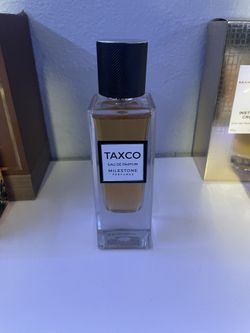 TAXCO
EAU DE PARFUM
MILESTONE
PERFUMES